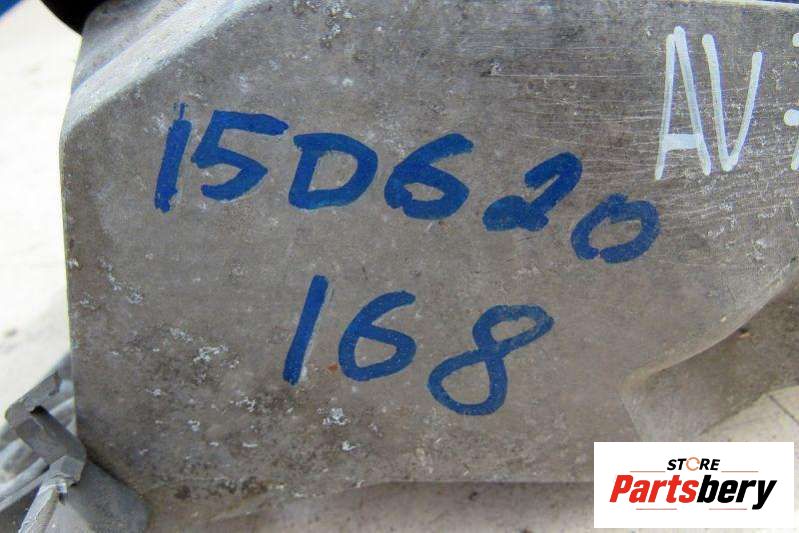 15D620
168
AV
STORE
Partsbery